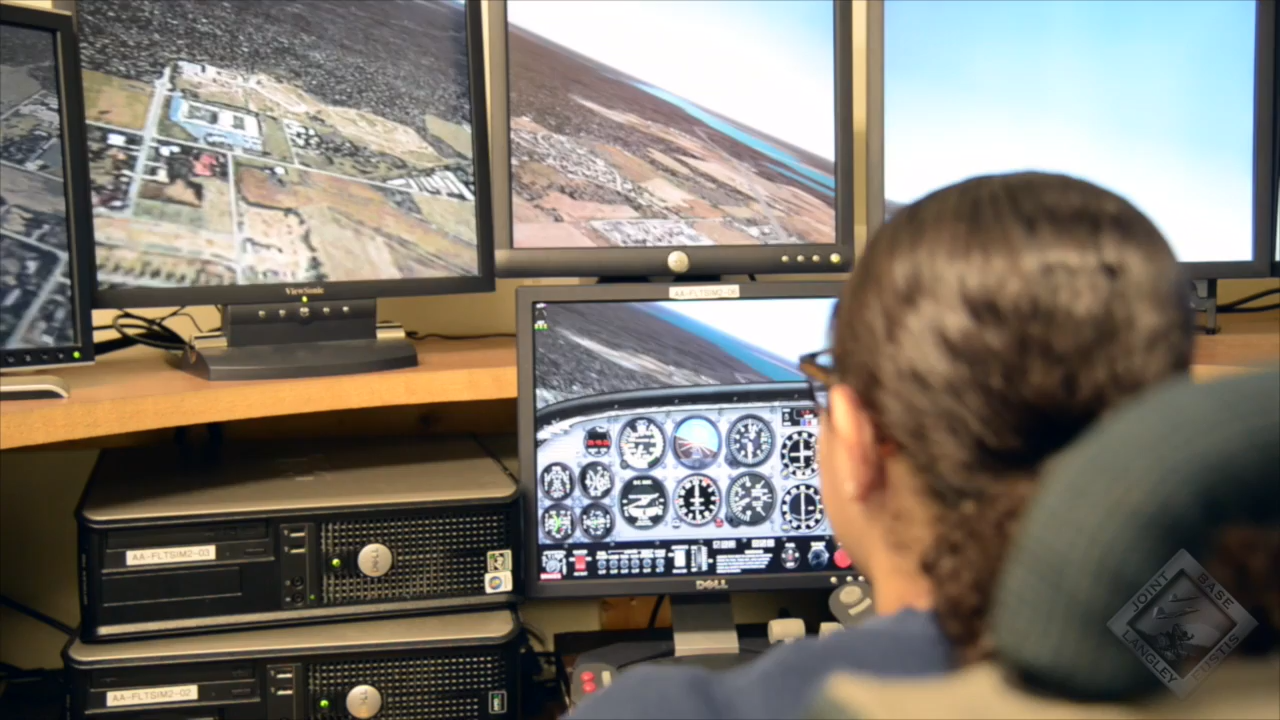 ViewSonic
AA-FLTSIM2-06
DELL
AA-FLTSIM2-03
AA-FLTSIM2-02
JOINT BASE
LANGLEY EUSTIS